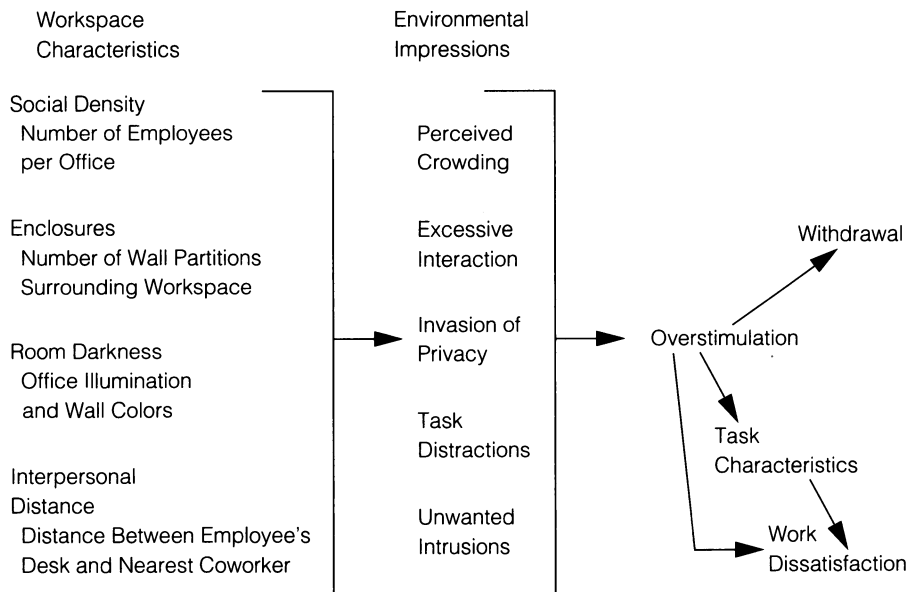 Workspace
Characteristics
Social Density
Number of Employees
per Office
Enclosures
Number of Wall Partitions
Surrounding Workspace
Room Darkness
Office Illumination
and Wall Colors
Interpersonal
Distance
Distance Between Employee's
Desk and Nearest Coworker
Environmental
Impressions
Perceived
Crowding
Excessive
Interaction
Invasion of
Privacy
Task
Distractions
Unwanted
Intrusions
Overstimulation
Withdrawal
Task
Characteristics
Work
Dissatisfaction